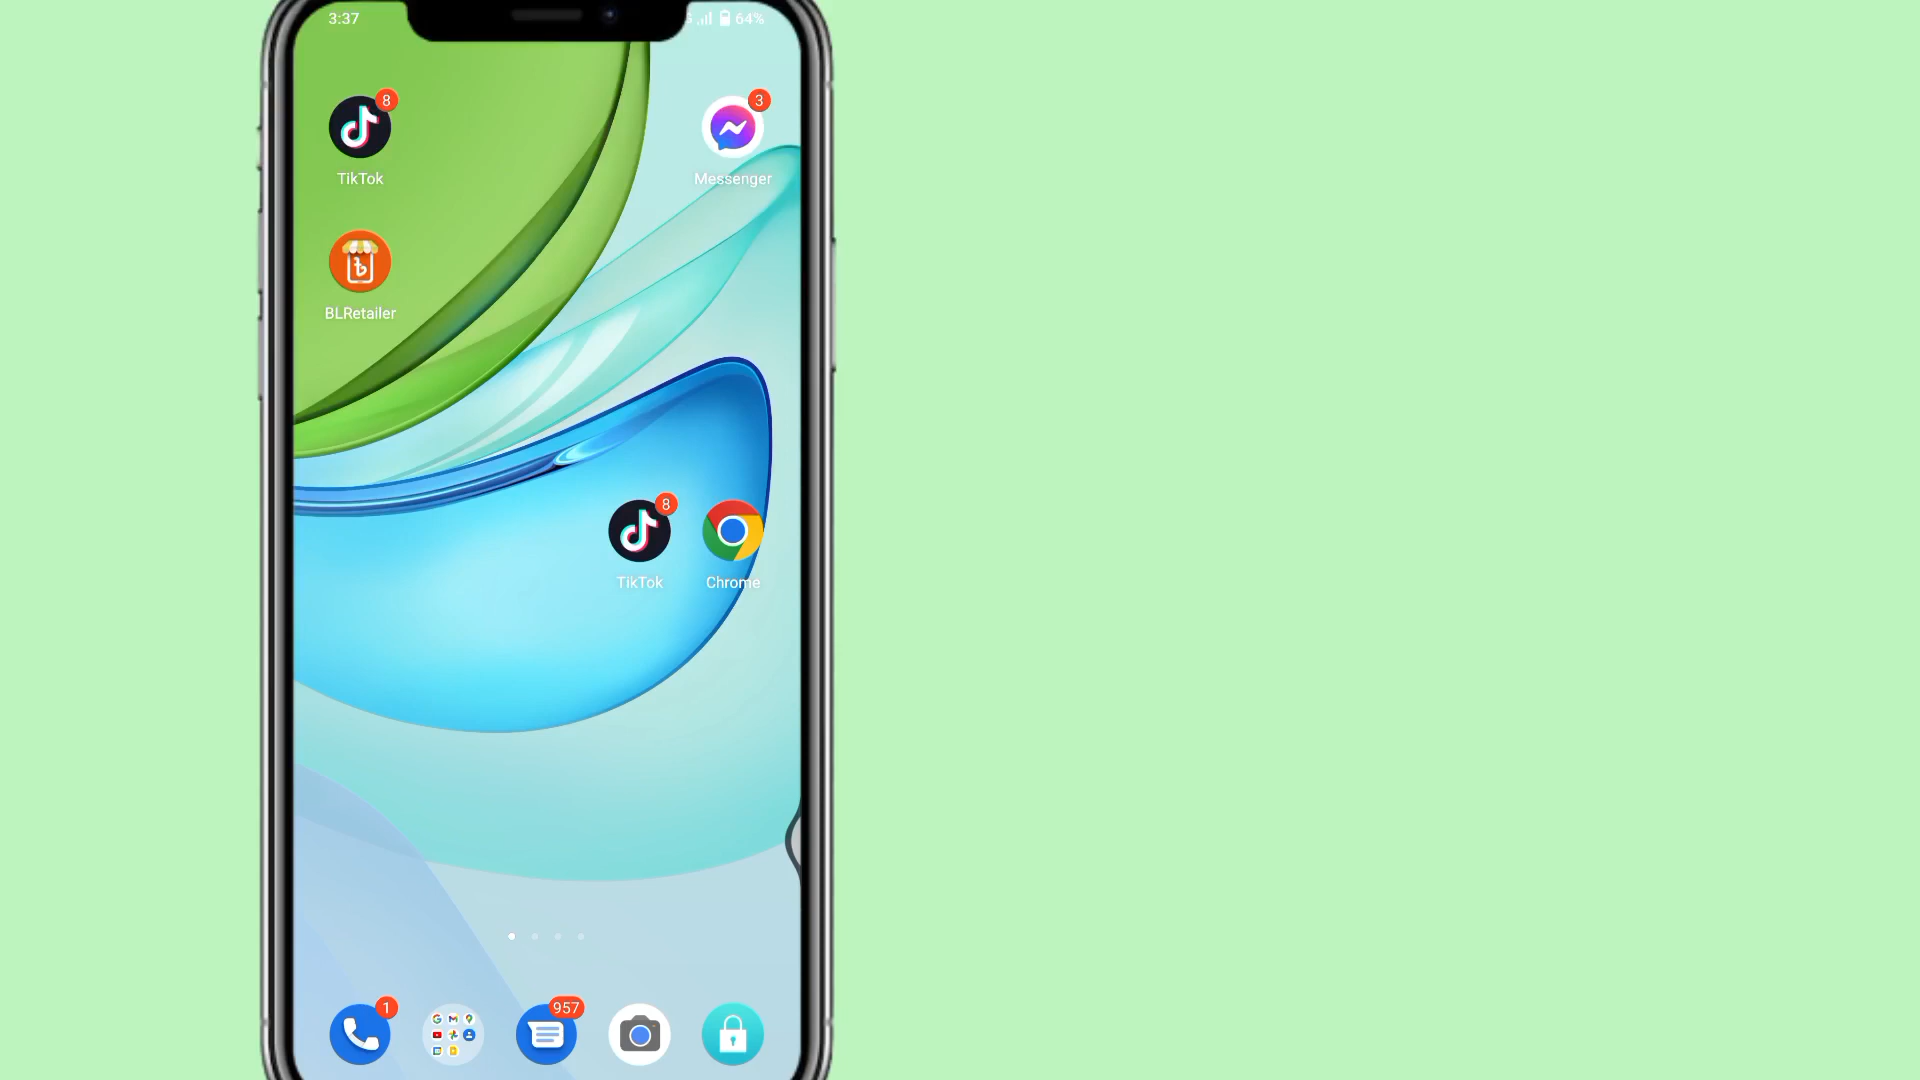 3:37
64%
8
3
TikTok
Messenger
BLRetailer
8
TikTok
Chrome
1
957